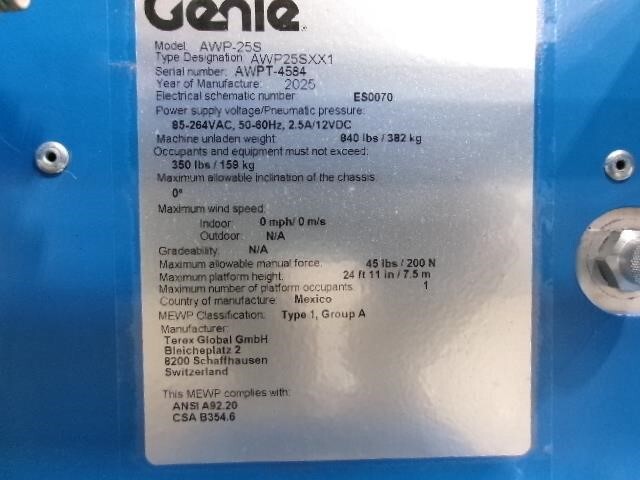 Genie.
Model: AWP-25S
Type Designation: AWP25SXX1
Serial number: AWPT-4584
Year of Manufacture: 2025
Electrical schematic number: ES0070
Power supply voltage/Pneumatic pressure:
85-264VAC, 50-60Hz, 2.5A/12VDC
Machine unladen weight: 840 lbs / 382 kg
Occupants and equipment must not exceed:
350 lbs / 159 kg
Maximum allowable inclination of the chassis:
0°
Maximum wind speed:
Indoor: 0 mph/ 0 m/s
Outdoor: N/A
Gradeability: N/A
Maximum allowable manual force: 45 lbs / 200 N
Maximum platform height: 24 ft 11 in / 7.5 m
Maximum number of platform occupants: 1
Country of manufacture: Mexico
MEWP Classification: Type 1, Group A
Manufacturer:
Terex Global GmbH
Bleicheplatz 2
8200 Schaffhausen
Switzerland
This MEWP complies with:
ANSI A92.20
CSA B354.6